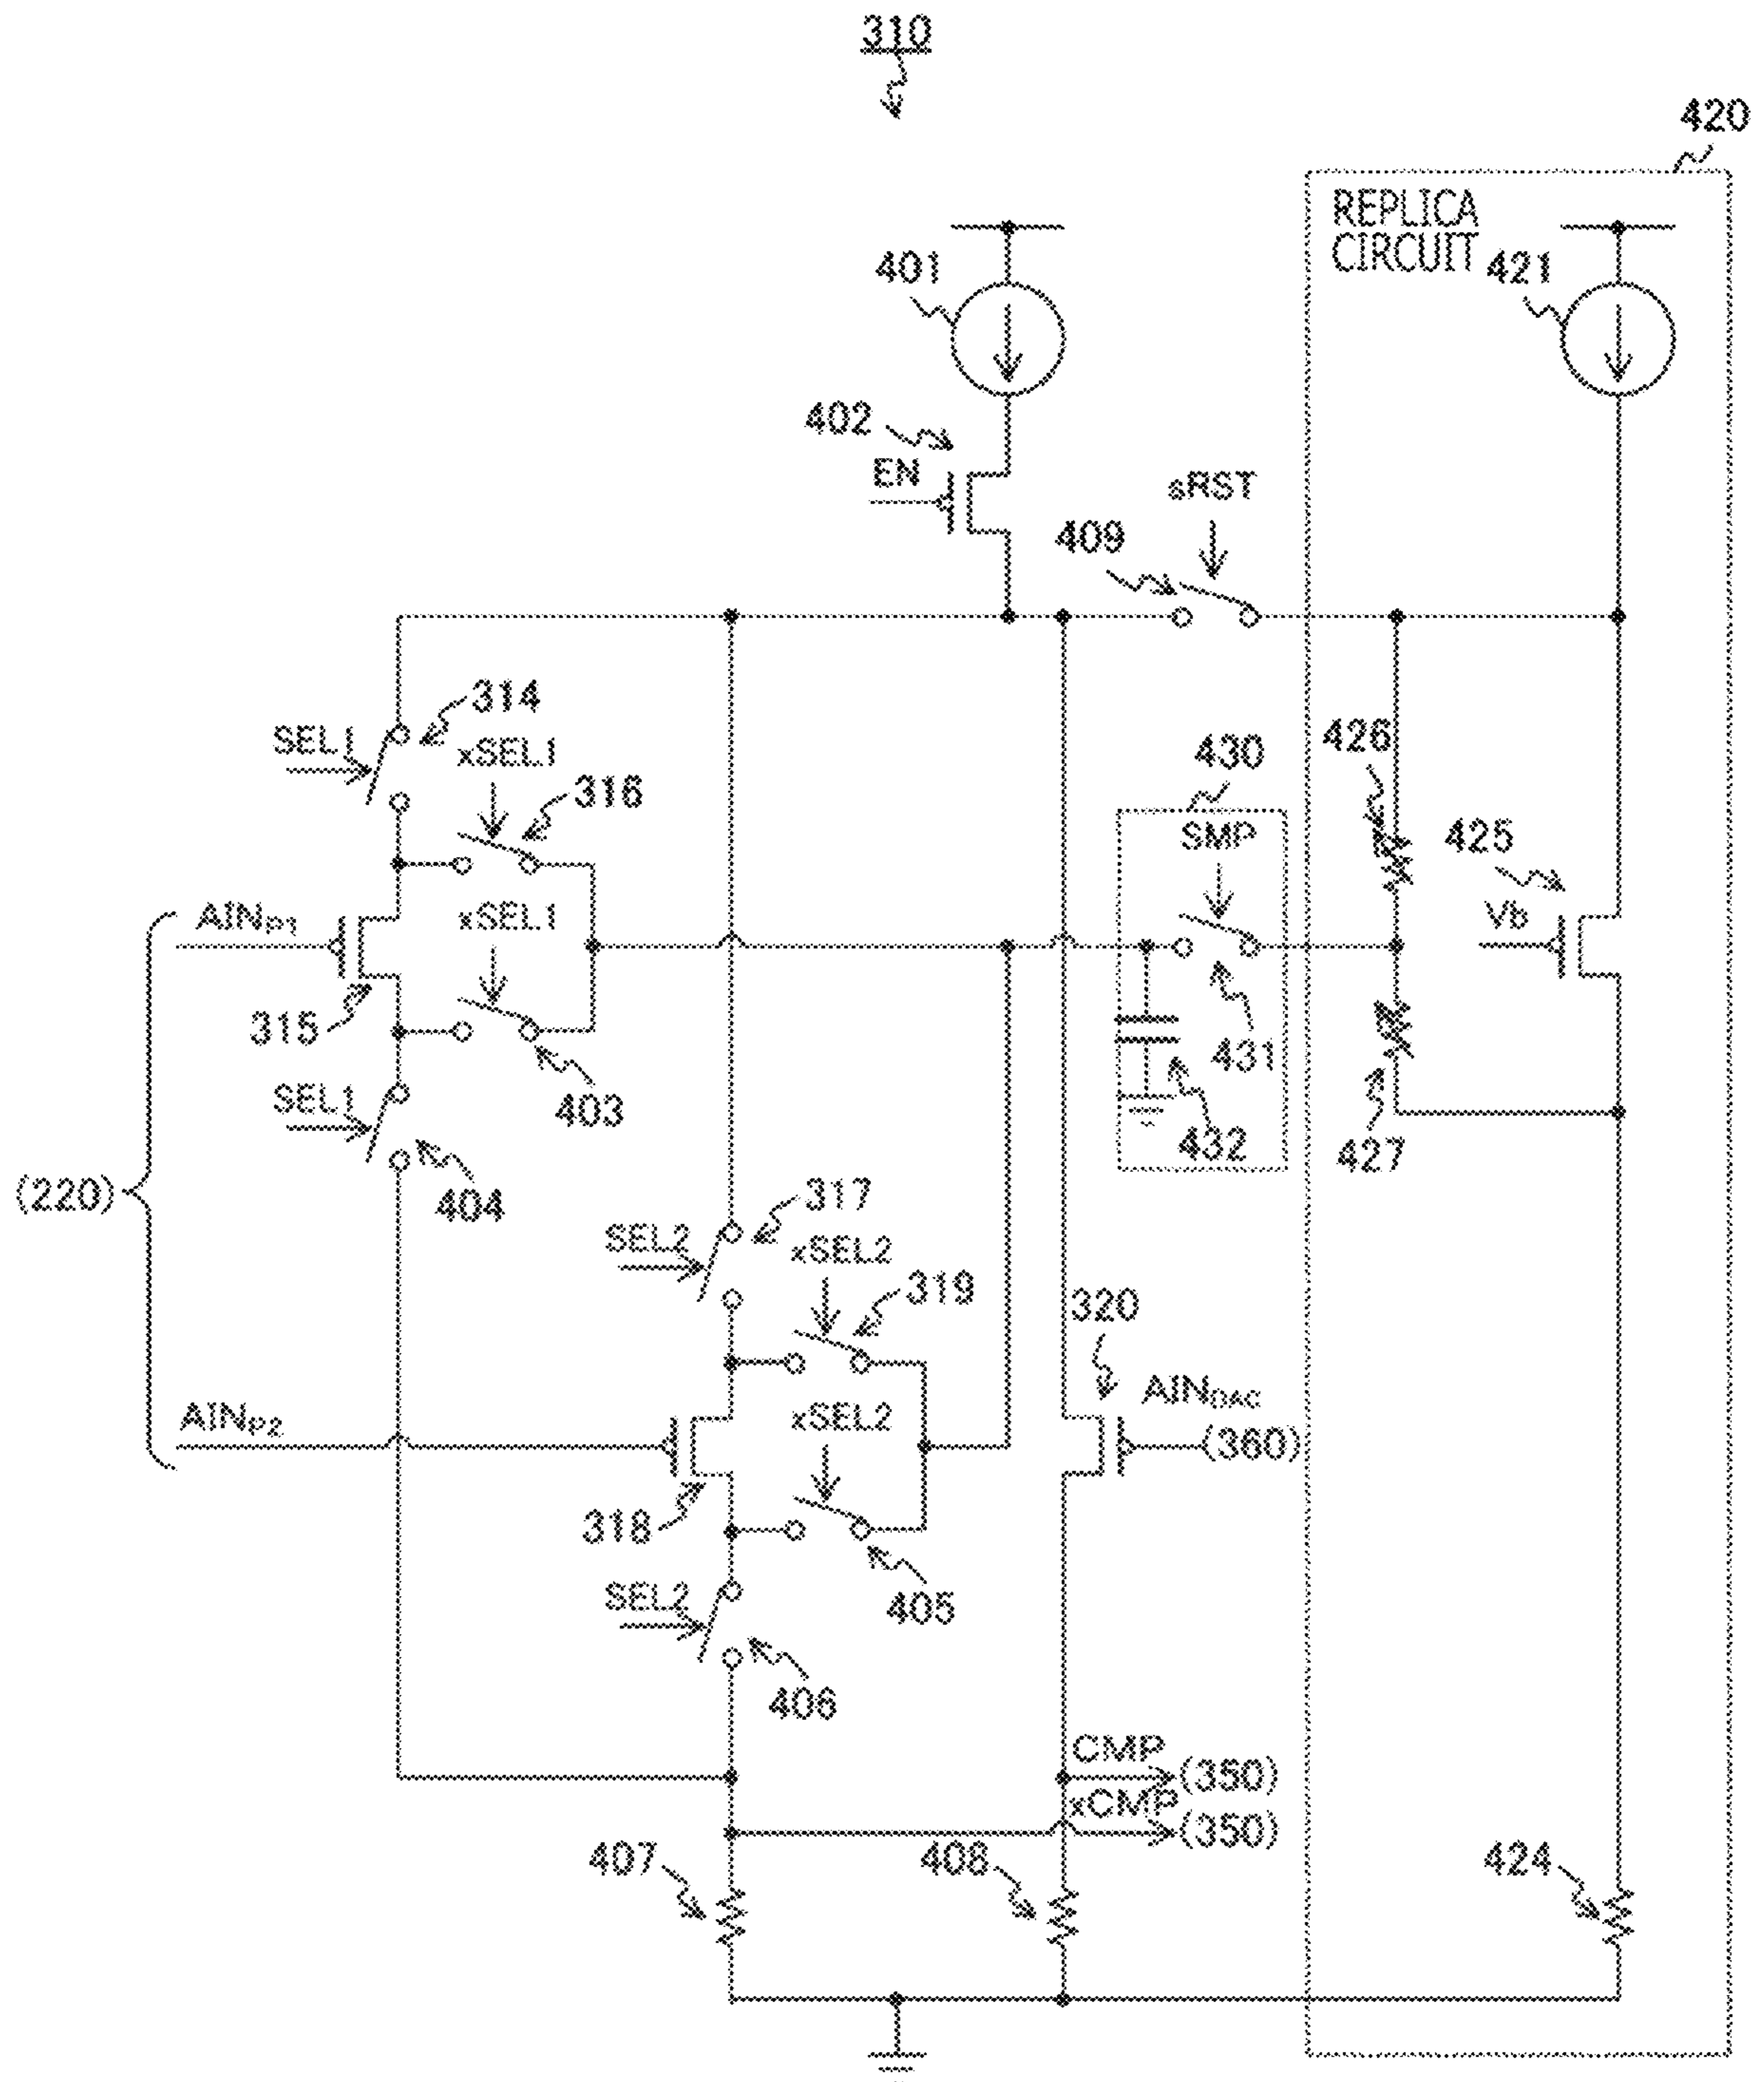 310
420
REPLICA
CIRCUIT
401
421
402
EN
sRST
409
314
SEL1
xSEL1
316
430
426
SMP
425
AINP1
xSEL1
Vb
315
431
SEL1
403
432
427
(220)
404
317
SEL2
xSEL2
319
320
AINP2
xSEL2
AINDAC
(360)
318
SEL2
405
406
CMP
(350)
xCMP
(350)
407
408
424